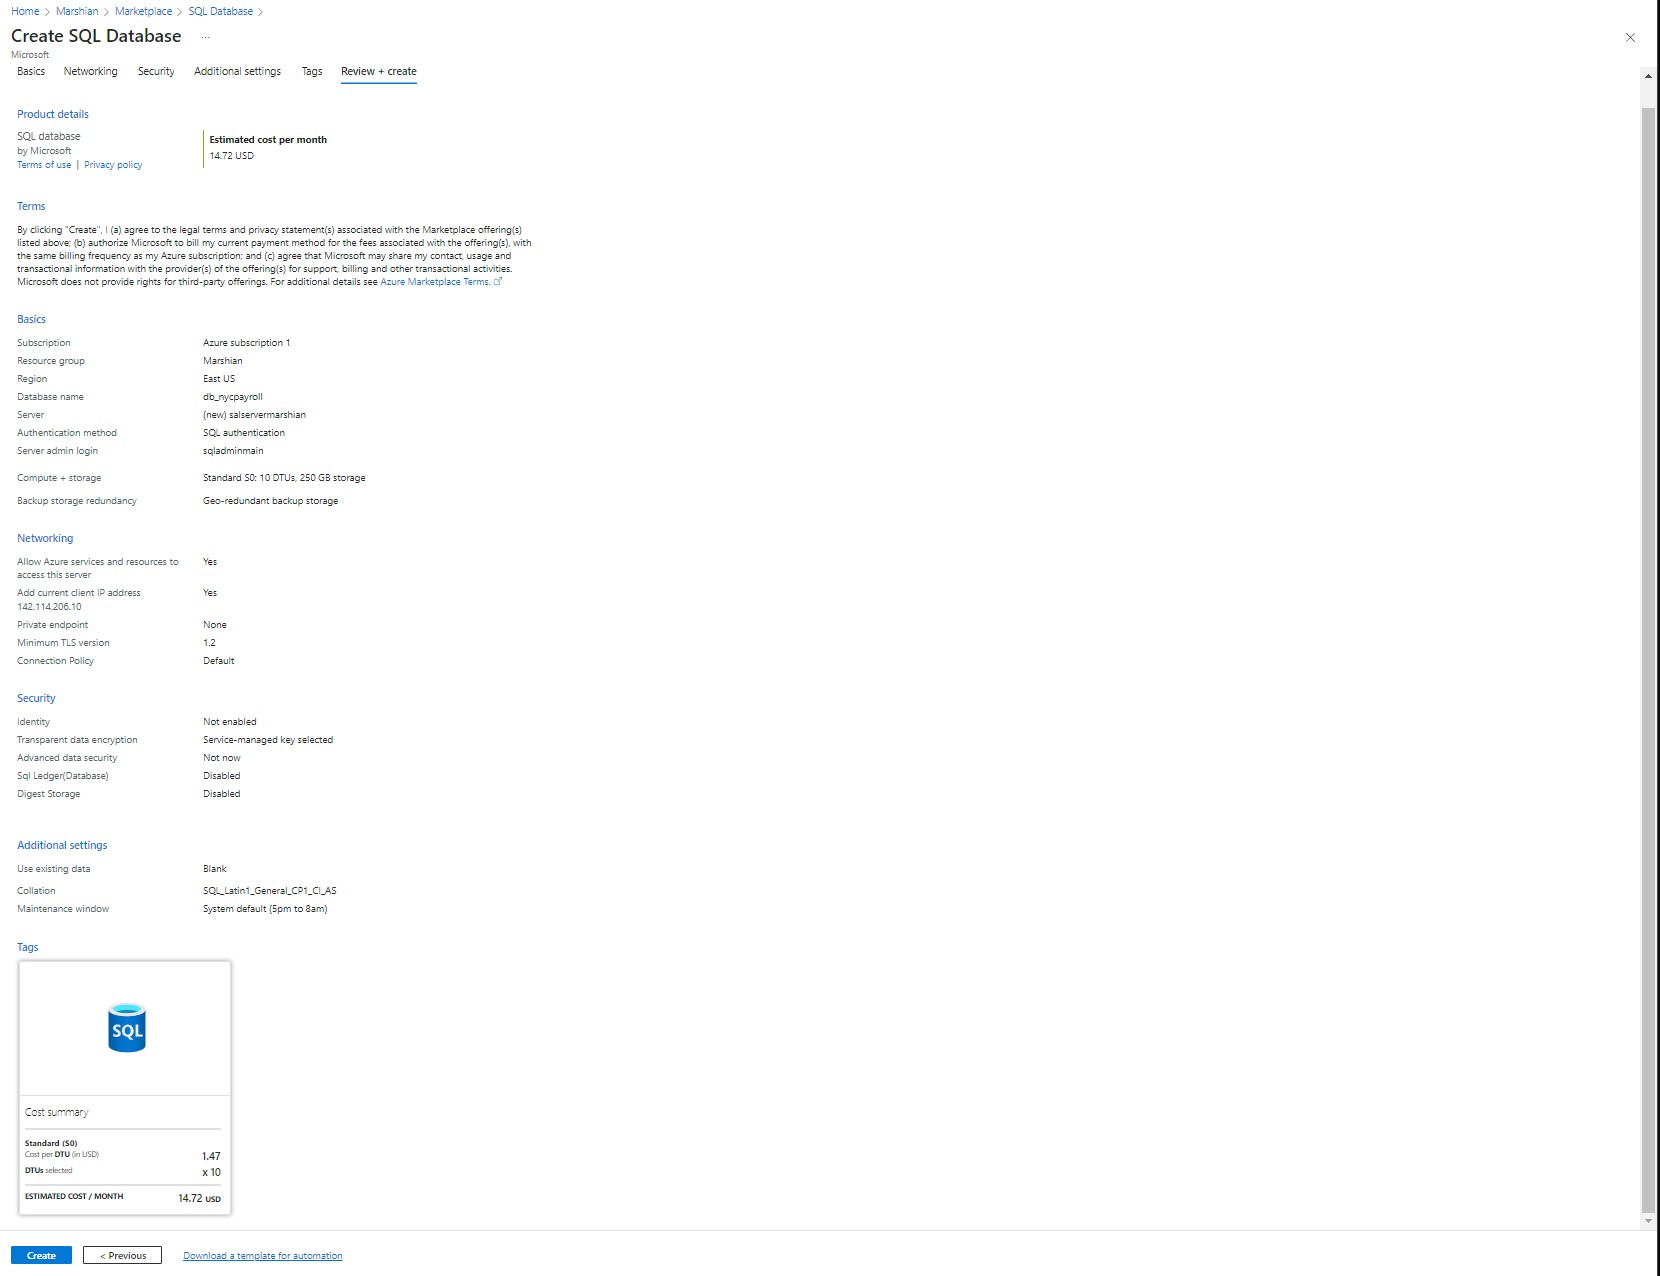 Home > Marshian > Marketplace > SQL Database >
Create SQL Database ...
Microsoft
Basics Networking Security Additional settings Tags Review + create
Product details
SQL database
by Microsoft
Terms of use | Privacy policy
Estimated cost per month
14.72 USD
Terms
By clicking "Create", I (a) agree to the legal terms and privacy statement(s) associated with the Marketplace offering(s)
listed above; (b) authorize Microsoft to bill my current payment method for the fees associated with the offering(s), with
the same billing frequency as my Azure subscription; and (c) agree that Microsoft may share my contact, usage and
transactional information with the provider(s) of the offering(s) for support, billing and other transactional activities.
Microsoft does not provide rights for third-party offerings. For additional details see Azure Marketplace Terms.
Basics
Subscription Azure subscription 1
Resource group Marshian
Region East US
Database name db_nycpayroll
Server (new) salservermarshian
Authentication method SQL authentication
Server admin login sqladminmain
Compute + storage Standard S0: 10 DTUs, 250 GB storage
Backup storage redundancy Geo-redundant backup storage
Networking
Allow Azure services and resources to Yes
access this server
Add current client IP address Yes
142.114.206.10
Private endpoint None
Minimum TLS version 1.2
Connection Policy Default
Security
Identity Not enabled
Transparent data encryption Service-managed key selected
Advanced data security Not now
Sql Ledger(Database) Disabled
Digest Storage Disabled
Additional settings
Use existing data Blank
Collation SQL_Latin1_General_CP1_CI_AS
Maintenance window System default (5pm to 8am)
Tags
SQL
Cost summary
Standard (S0)
Cost per DTU (in USD) 1.47
DTUs selected x 10
ESTIMATED COST / MONTH 14.72 USD
Create < Previous Download a template for automation